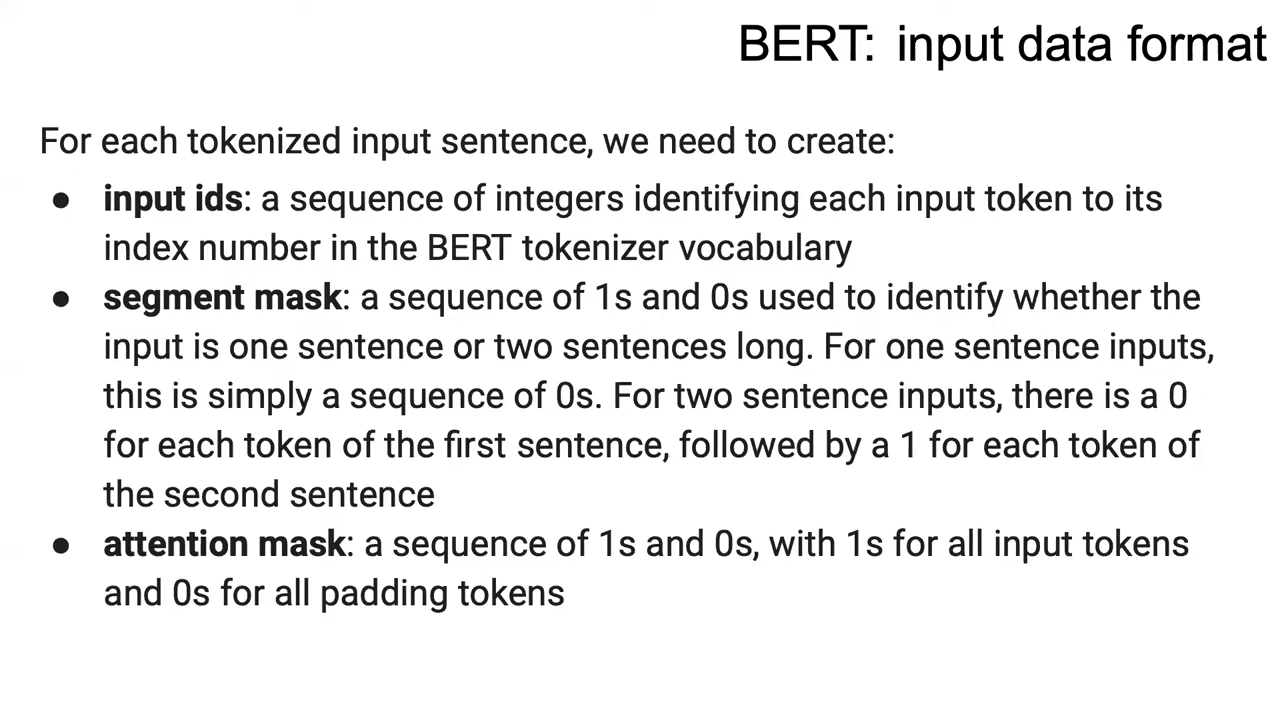 BERT: input data format
For each tokenized input sentence, we need to create:
● input ids: a sequence of integers identifying each input token to its
index number in the BERT tokenizer vocabulary
● segment mask: a sequence of 1s and 0s used to identify whether the
input is one sentence or two sentences long. For one sentence inputs,
this is simply a sequence of 0s. For two sentence inputs, there is a 0
for each token of the first sentence, followed by a 1 for each token of
the second sentence
● attention mask: a sequence of 1s and 0s, with 1s for all input tokens
and 0s for all padding tokens